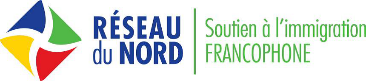 RÉSEAU
du NORD
Soutien à l'immigration
FRANCOPHONE